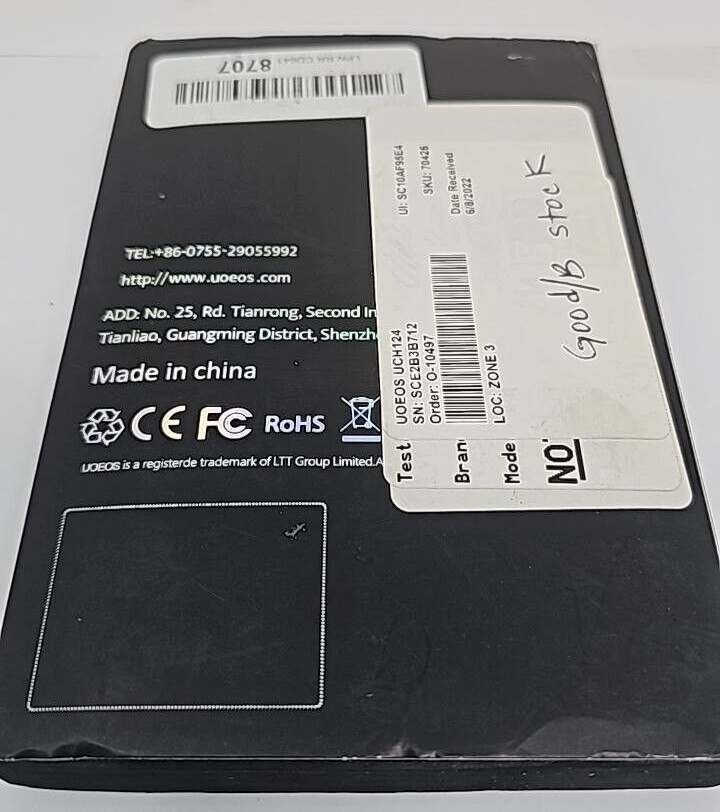 8707
TEL:+86-0755-29055992
http://www.uoeos.com
ADD: No. 25, Rd. Tianrong, Second In
Tianliao, Guangming District, Shenzh
Made in china
CE FC RoHS
UOEOS is a registerde trademark of LTT Group Limited.A
UI: SC10AF95E4
SKU: 70426
Date Received
6/8/2022
UOEOS UCH124
SN: SCE2B3B712
Order: O-10497
LOC: ZONE 3
Good/B stock
Test
Bran
Mode
NO